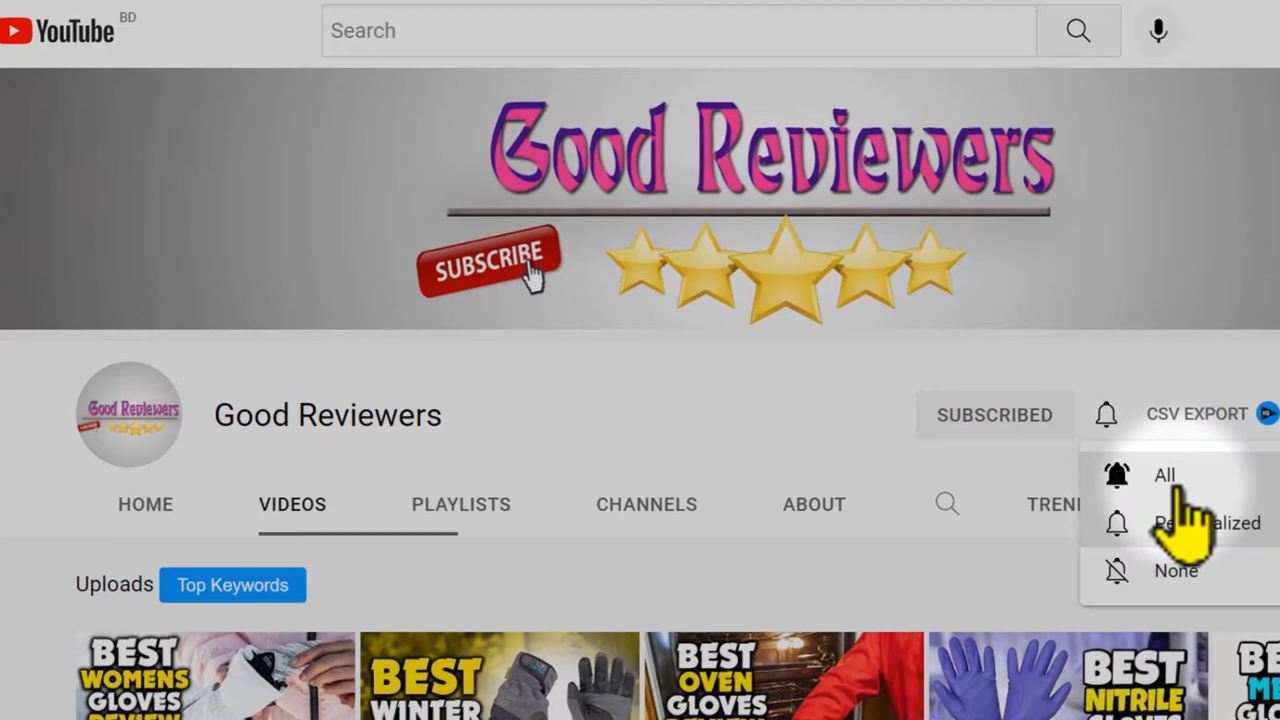 YouTube BD
Search
Good Reviewers
SUBSCRIBE
Good Reviewers
Good Reviewers
SUBSCRIBED
CSV EXPORT
All
None
HOME
VIDEOS
PLAYLISTS
CHANNELS
ABOUT
Uploads
Top Keywords
BEST
WOMENS
GLOVES
BEST
WINTER
BEST
OVEN
GLOVES
BEST
NITRILE